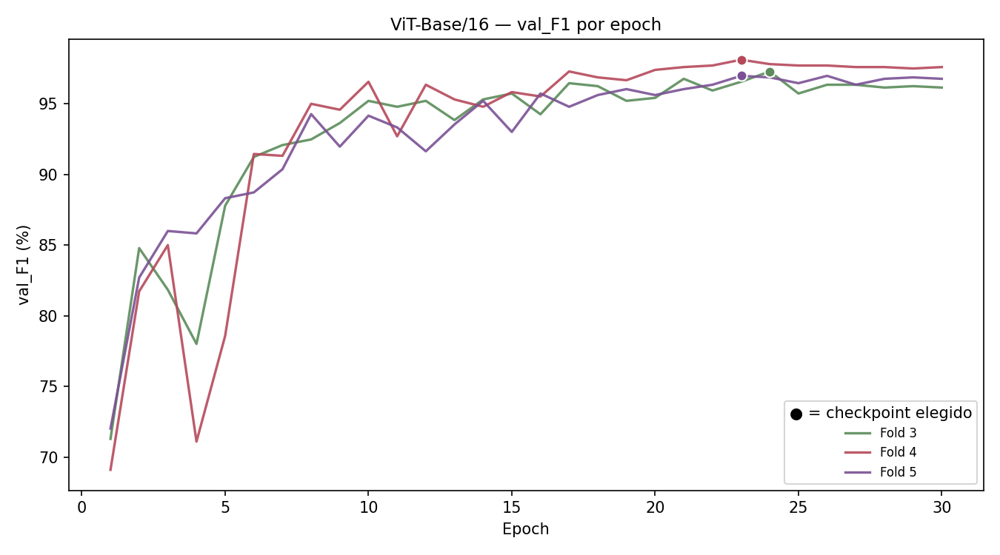 ViT-Base/16 — val_F1 por epoch
val_F1 (%)
95
90
85
80
75
70
0 5 10 15 20 25 30
Epoch
● = checkpoint elegido
Fold 3
Fold 4
Fold 5